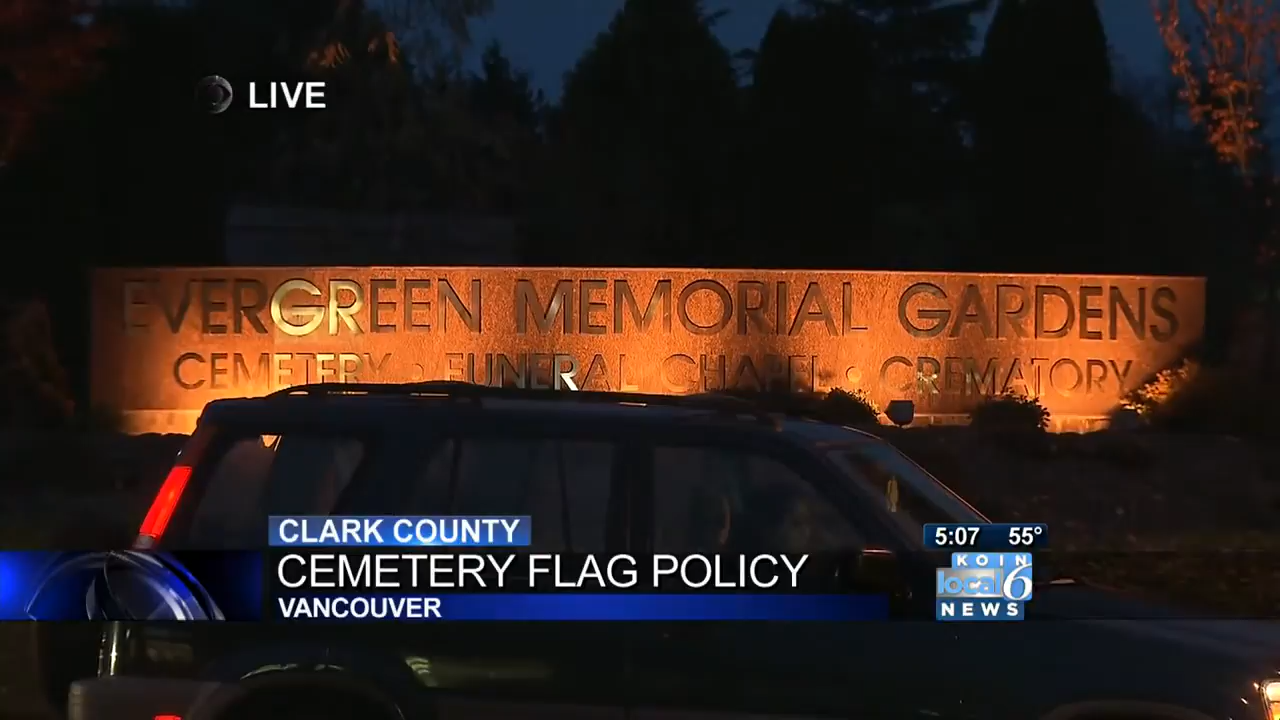 LIVE
EVERGREEN MEMORIAL GARDENS
CEMETERY • FUNERAL CHAPEL • CREMATORY
CLARK COUNTY
CEMETERY FLAG POLICY
VANCOUVER
5:07 55°
KOIN
local 6
NEWS